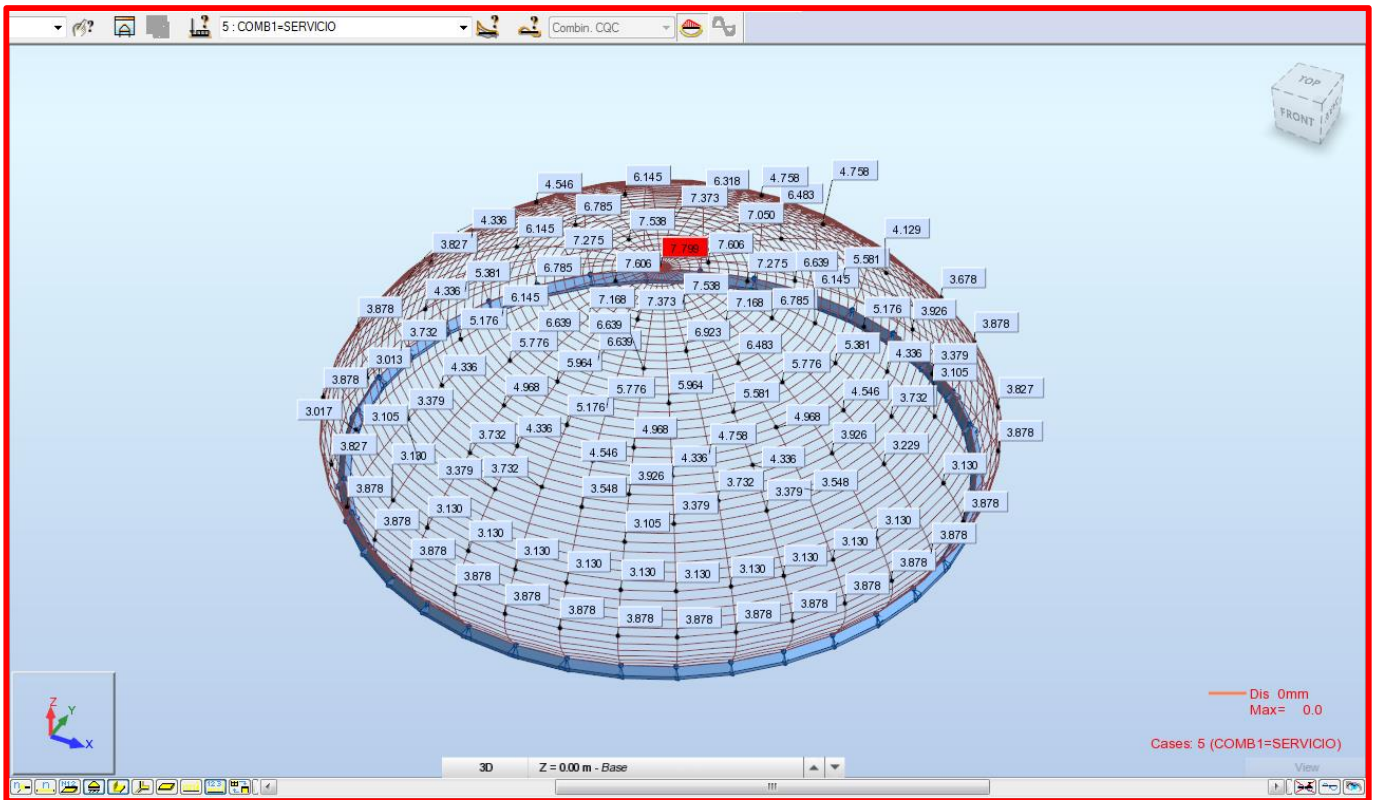 5 : COMB1=SERVICIO
Combin. CQC
TOP
FRONT
4.546 6.145 6.318 4.758 4.758
6.785 7.373 6.483
4.336 6.145 7.538 7.050
3.827 7.275 7.799 7.606 4.129
5.381 6.785 7.606 7.275 6.639 5.581
4.336 6.145 7.538 6.145 3.678
3.878 5.176 7.168 7.373 7.168 6.785 5.176 3.926
3.732 6.639 6.639 6.923 3.878
3.013 5.776 6.639 6.483 5.381
3.878 4.336 5.964 5.776 4.336 3.379
3.379 4.968 5.776 5.964 5.581 4.546 3.105
3.017 3.105 5.176 4.968 3.732 3.827
3.827 3.732 4.336 4.968 4.758 3.926 3.229 3.878
3.130 3.379 3.732 4.546 4.336 4.336 3.130
3.878 3.548 3.926 3.732 3.379 3.548
3.878 3.130 3.105 3.379 3.130 3.878
3.878 3.130 3.130 3.130 3.130 3.878
3.878 3.130 3.130 3.130 3.130 3.878
3.878 3.878 3.878 3.878 3.878 3.878 3.878
Dis 0mm
Max= 0.0
Cases: 5 (COMB1=SERVICIO)
Z
Y
X
3D Z = 0.00 m - Base
View